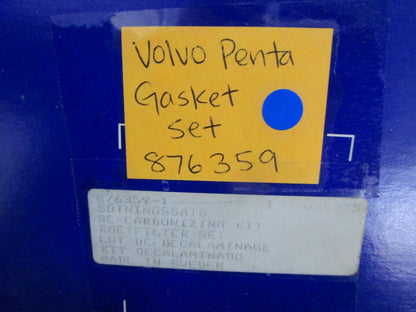 Volvo Penta
Gasket
set
876359
876359-1
SOTNINGSSATS
DE-CARBONIZING KIT
ROETFILTER SET
LOT DE DECALAMINAGE
KIT DECALAMINADO
MADE IN SWEDEN